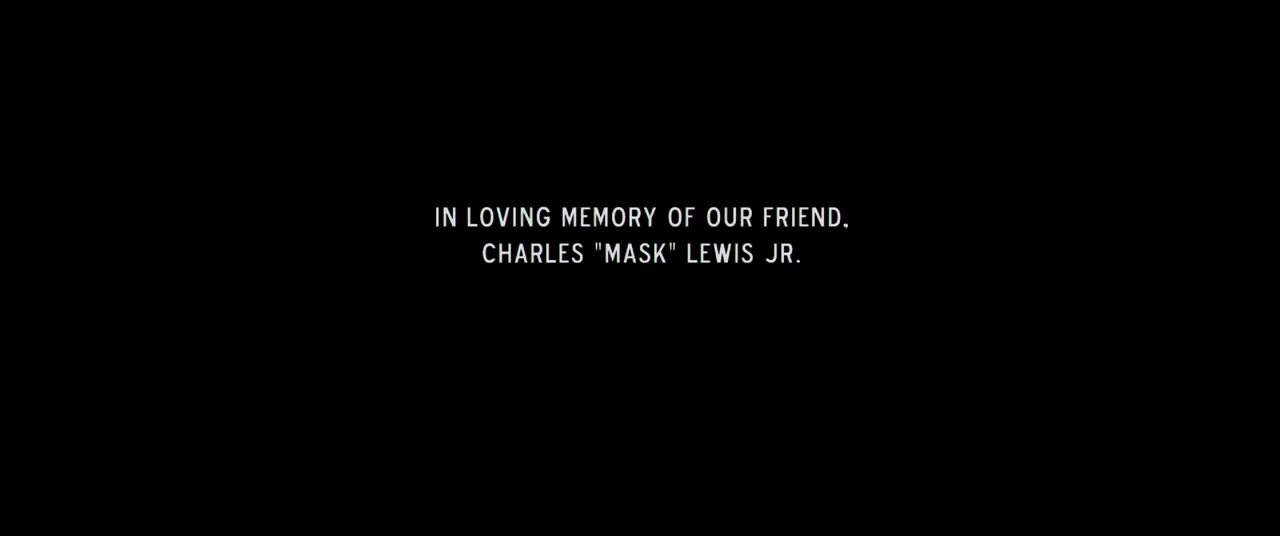 IN LOVING MEMORY OF OUR FRIEND,
CHARLES "MASK" LEWIS JR.